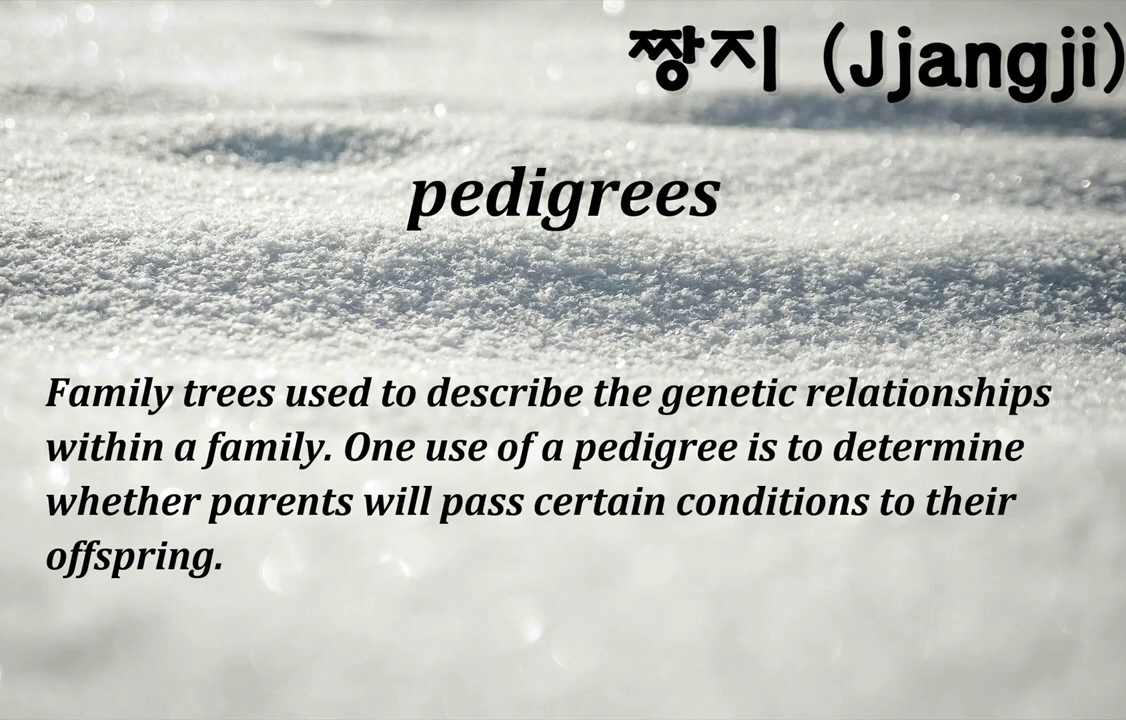 짱지 (Jjangji)
pedigrees
Family trees used to describe the genetic relationships
within a family. One use of a pedigree is to determine
whether parents will pass certain conditions to their
offspring.